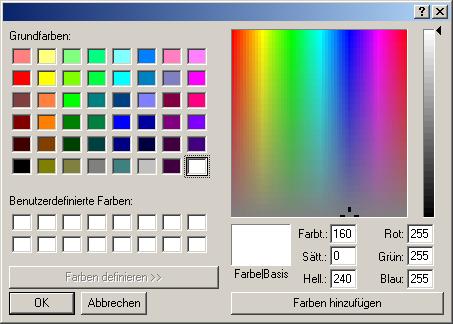 Grundfarben:
Benutzerdefinierte Farben:
Farben definieren >>
OK
Abbrechen
Farbe|Basis
Farbt.: 160
Sätt.: 0
Hell.: 240
Rot: 255
Grün: 255
Blau: 255
Farben hinzufügen